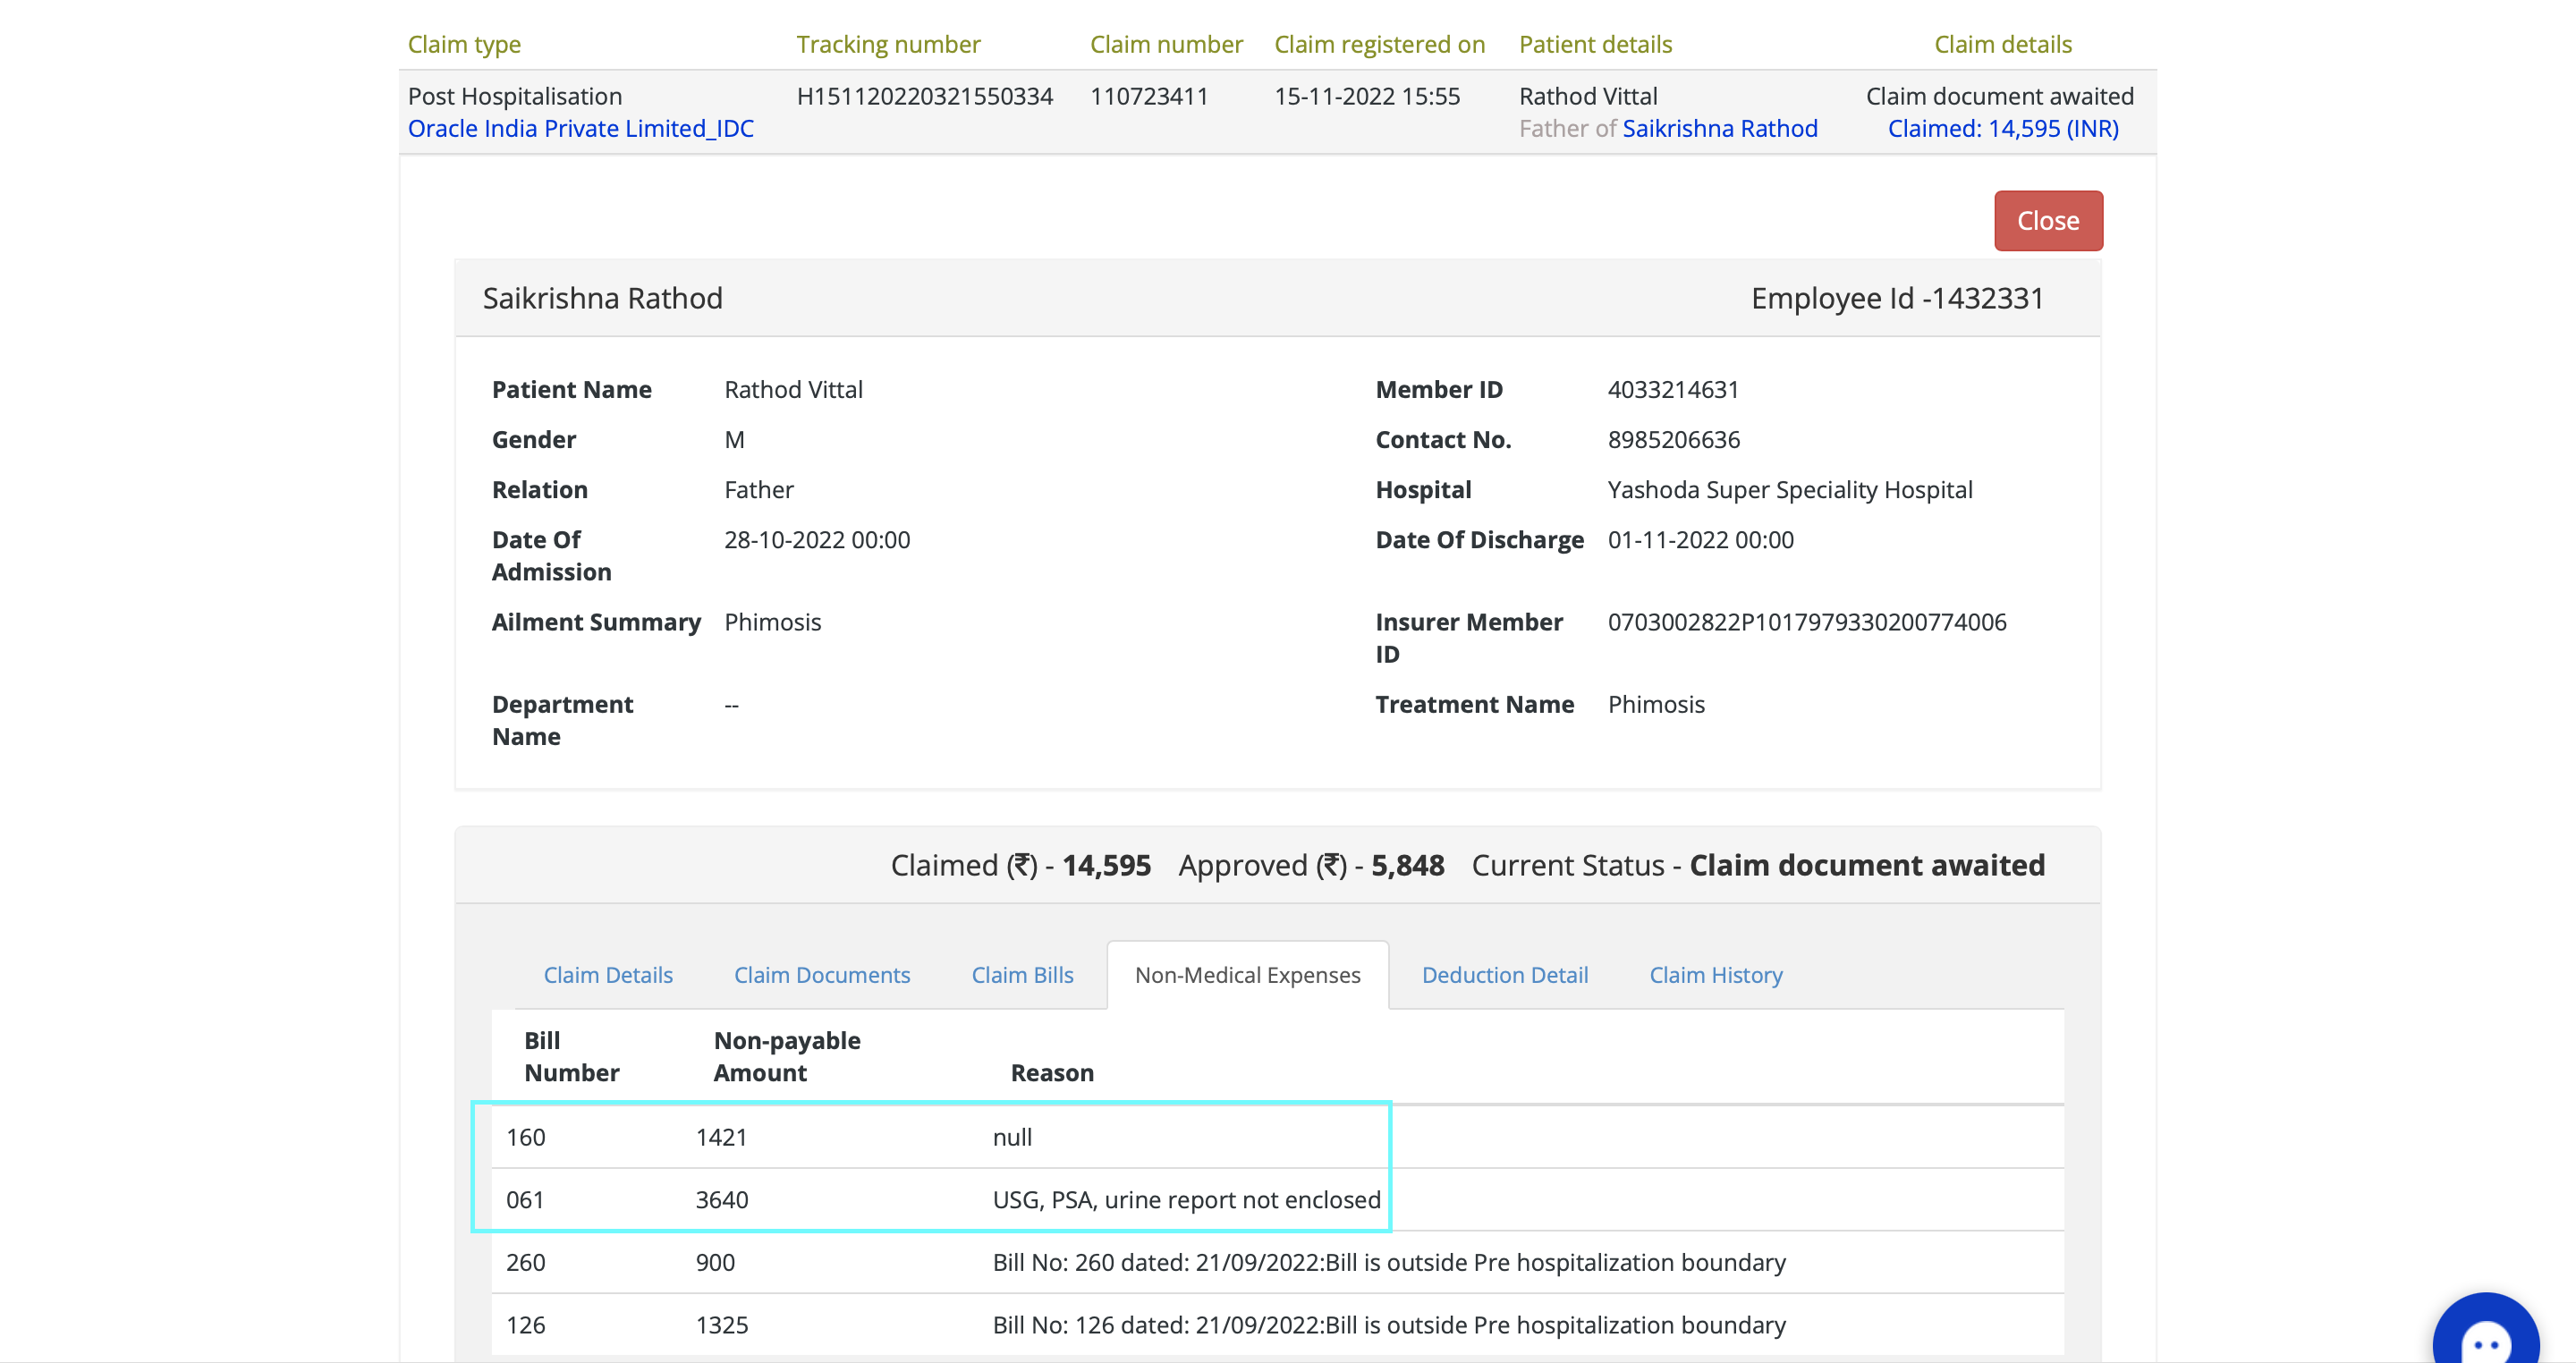 Claim type Tracking number Claim number Claim registered on Patient details Claim details
Post Hospitalisation H151120220321550334 110723411 15-11-2022 15:55 Rathod Vittal Claim document awaited
Oracle India Private Limited_IDC Father of Saikrishna Rathod Claimed: 14,595 (INR)
Close
Saikrishna Rathod Employee Id -1432331
Patient Name Rathod Vittal Member ID 4033214631
Gender M Contact No. 8985206636
Relation Father Hospital Yashoda Super Speciality Hospital
Date Of 28-10-2022 00:00 Date Of Discharge 01-11-2022 00:00
Admission
Ailment Summary Phimosis Insurer Member 0703002822P101797933020077​4006
ID
Department -- Treatment Name Phimosis
Name
Claimed (₹) - 14,595 Approved (₹) - 5,848 Current Status - Claim document awaited
Claim Details Claim Documents Claim Bills Non-Medical Expenses Deduction Detail Claim History
Bill Non-payable
Number Amount Reason
160 1421 null
061 3640 USG, PSA, urine report not enclosed
260 900 Bill No: 260 dated: 21/09/2022:Bill is outside Pre hospitalization boundary
126 1325 Bill No: 126 dated: 21/09/2022:Bill is outside Pre hospitalization boundary